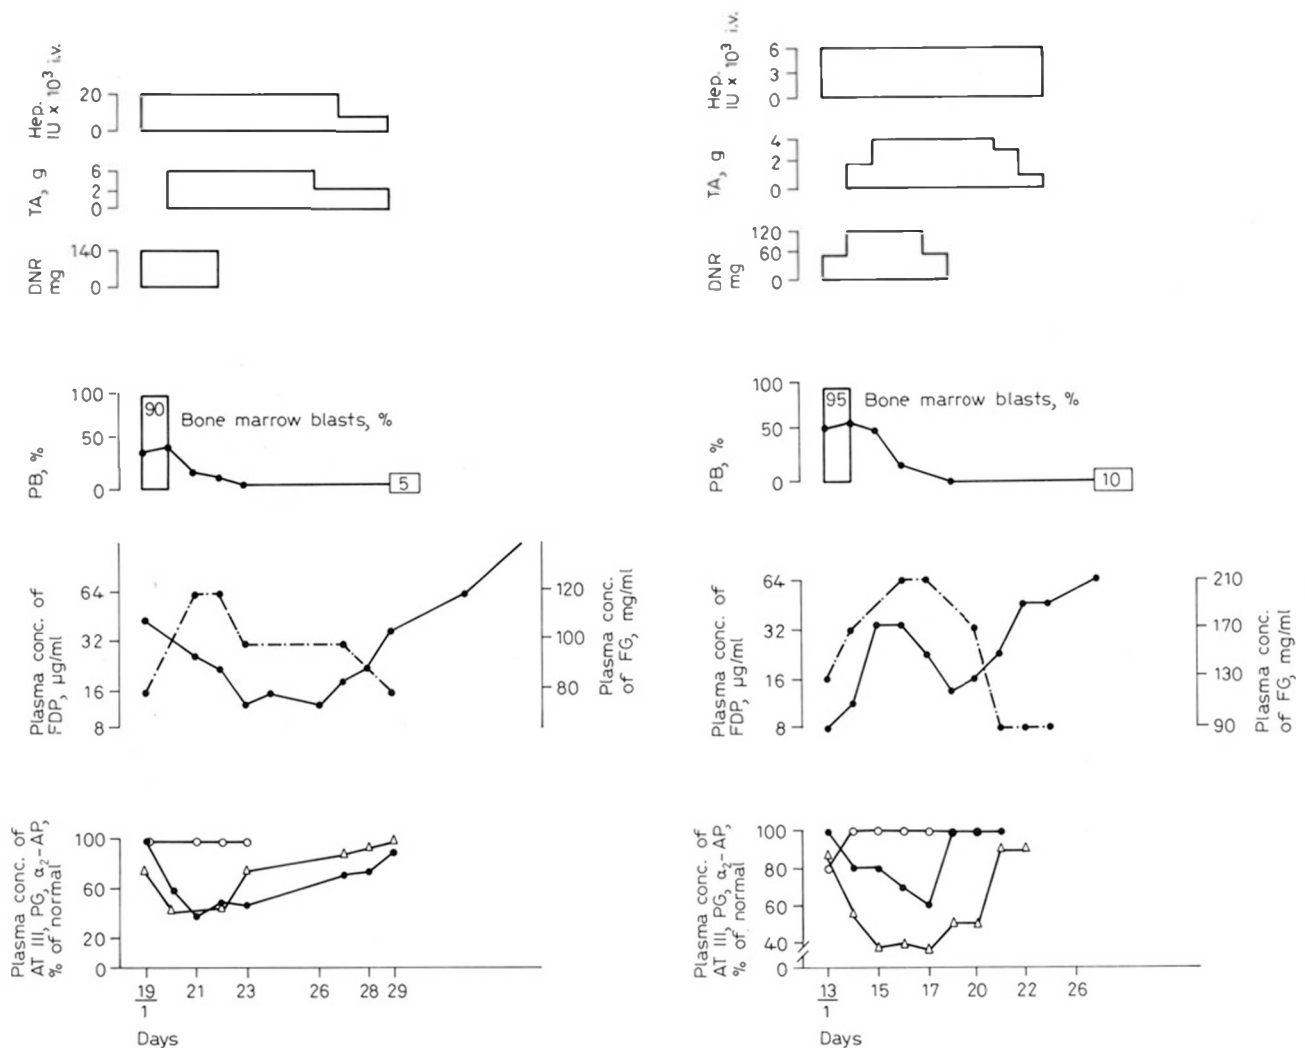 Hep.
IU x 10³ i.v.
20
0
TA, g
6
2
0
DNR
mg
140
0
PB, %
100
50
0
90
Bone marrow blasts, %
5
Plasma conc. of
FDP, µg/ml
64
32
16
8
120
100
80
Plasma conc.
of FG, mg/ml
Plasma conc. of
AT III, PG, α₂-AP,
% of normal
100
60
20
0
19/1 21 23 26 28 29
Days
Hep.
IU x 10³ i.v.
6
3
0
TA, g
4
2
0
DNR
mg
120
60
0
PB, %
100
50
0
95
Bone marrow blasts, %
10
Plasma conc. of
FDP, µg/ml
64
32
16
8
210
170
130
90
Plasma conc.
of FG, mg/ml
Plasma conc. of
AT III, PG, α₂-AP,
% of normal
100
80
60
40
0
13/1 15 17 20 22 26
Days